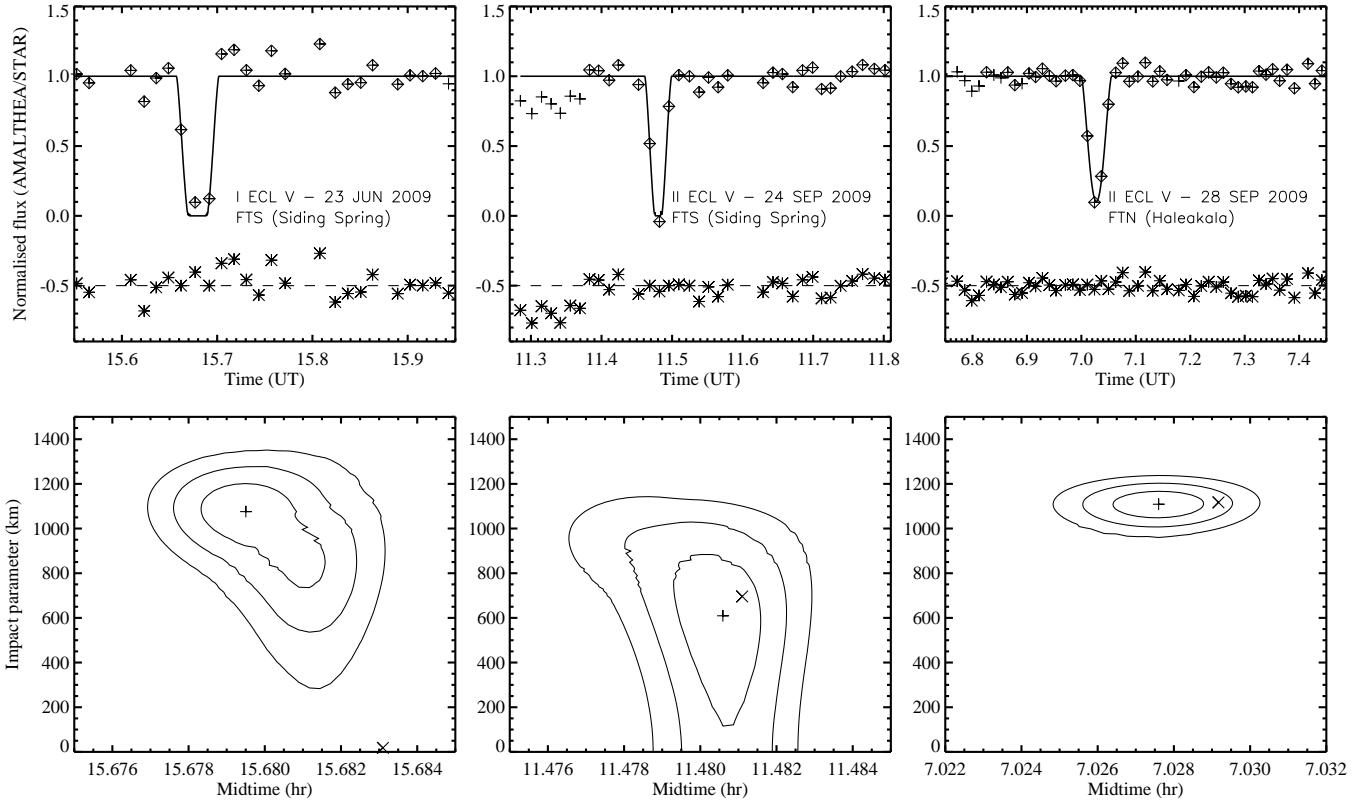 Normalised flux (AMALTHEA/STAR)
1.5
1.0
0.5
0.0
-0.5
I ECL V - 23 JUN 2009
FTS (Siding Spring)
15.6 15.7 15.8 15.9
Time (UT)
1.5
1.0
0.5
0.0
-0.5
II ECL V - 24 SEP 2009
FTS (Siding Spring)
11.3 11.4 11.5 11.6 11.7 11.8
Time (UT)
1.5
1.0
0.5
0.0
-0.5
II ECL V - 28 SEP 2009
FTN (Haleakala)
6.8 6.9 7.0 7.1 7.2 7.3 7.4
Time (UT)
Impact parameter (km)
1400
1200
1000
800
600
400
200
0
15.676 15.678 15.680 15.682 15.684
Midtime (hr)
1400
1200
1000
800
600
400
200
0
11.476 11.478 11.480 11.482 11.484
Midtime (hr)
1400
1200
1000
800
600
400
200
0
7.022 7.024 7.026 7.028 7.030 7.032
Midtime (hr)